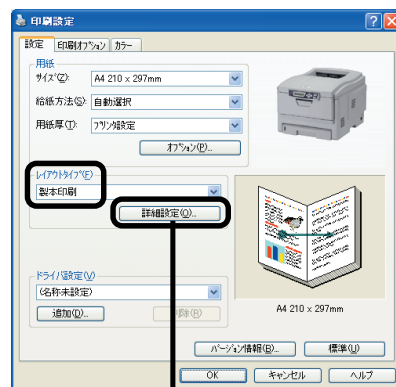 印刷設定
設定 印刷ｵﾌﾟｼｮﾝ ｶﾗｰ
用紙
ｻｲｽﾞ(Z): A4 210 x 297mm
給紙方法(S): 自動選択
用紙厚(T): ﾌﾟﾘﾝﾀ設定
ｵﾌﾟｼｮﾝ(P)...
ﾚｲｱｳﾄﾀｲﾌﾟ(F)
製本印刷
詳細設定(O)...
ﾄﾞﾗｲﾊﾞ設定(V)
<名称未設定>
追加(D)... 削除(R)
A4 210 x 297mm
ﾊﾞｰｼﾞｮﾝ情報(B)... 標準(U)
OK ｷｬﾝｾﾙ ﾍﾙﾌﾟ